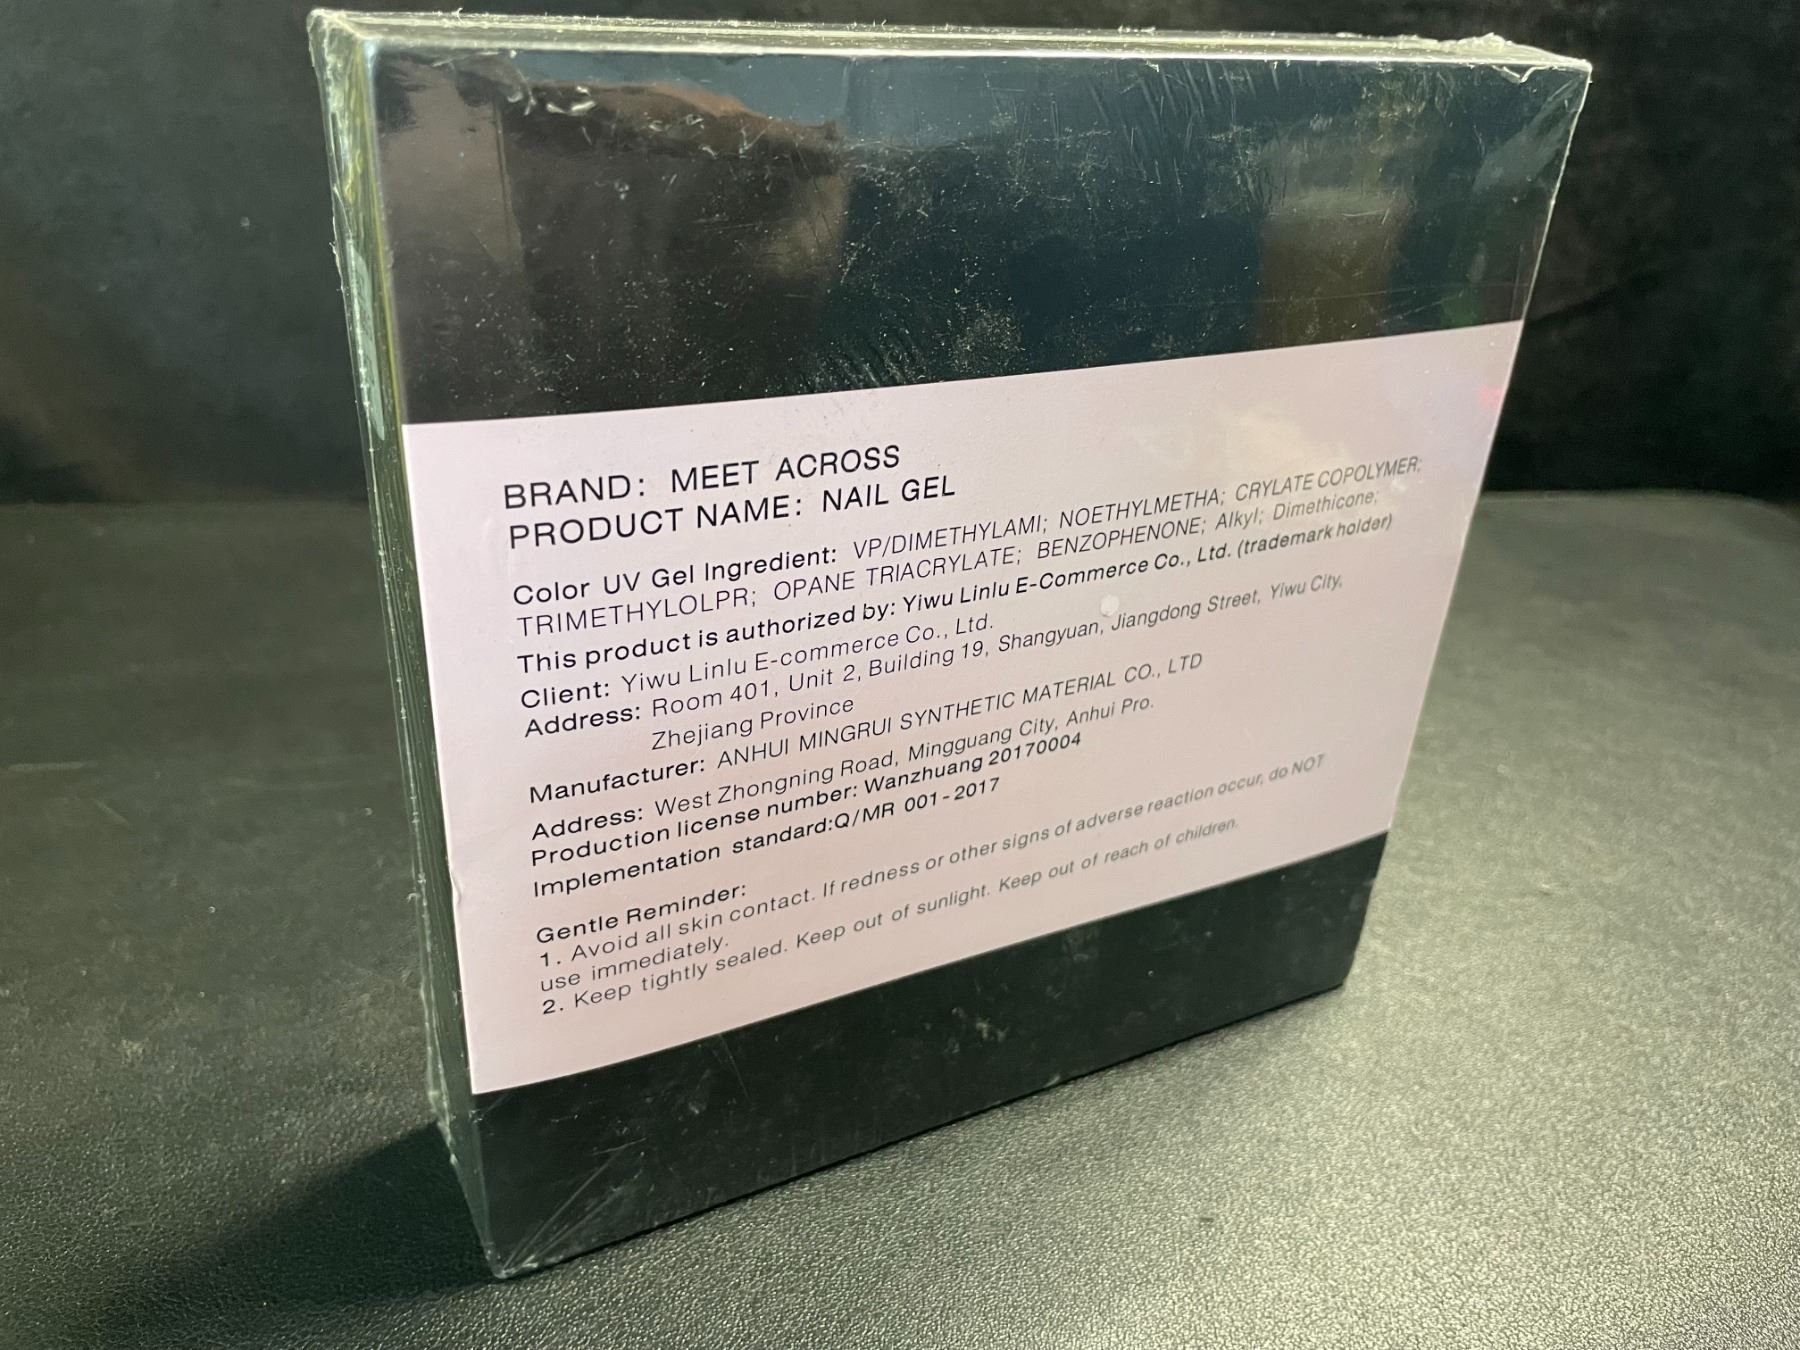 BRAND: MEET ACROSS
PRODUCT NAME: NAIL GEL
Color UV Gel Ingredient: VP/DIMETHYLAMI; NOETHYLMETHA; CRYLATE COPOLYMER;
TRIMETHYLOLPR; OPANE TRIACRYLATE; BENZOPHENONE; Alkyl; Dimethicone;
This product is authorized by: Yiwu Linlu E-Commerce Co., Ltd. (trademark holder)
Client: Yiwu Linlu E-commerce Co., Ltd.
Address: Room 401, Unit 2, Building 19, Shangyuan, Jiangdong Street, Yiwu City,
Zhejiang Province
Manufacturer: ANHUI MINGRUI SYNTHETIC MATERIAL CO., LTD
Address: West Zhongning Road, Mingguang City, Anhui Pro.
Production license number: Wanzhuang 20170004
Implementation standard:Q/MR 001-2017
Gentle Reminder:
1. Avoid all skin contact. If redness or other signs of adverse reaction occur, do NOT
use immediately.
2. Keep tightly sealed. Keep out of sunlight. Keep out of reach of children.